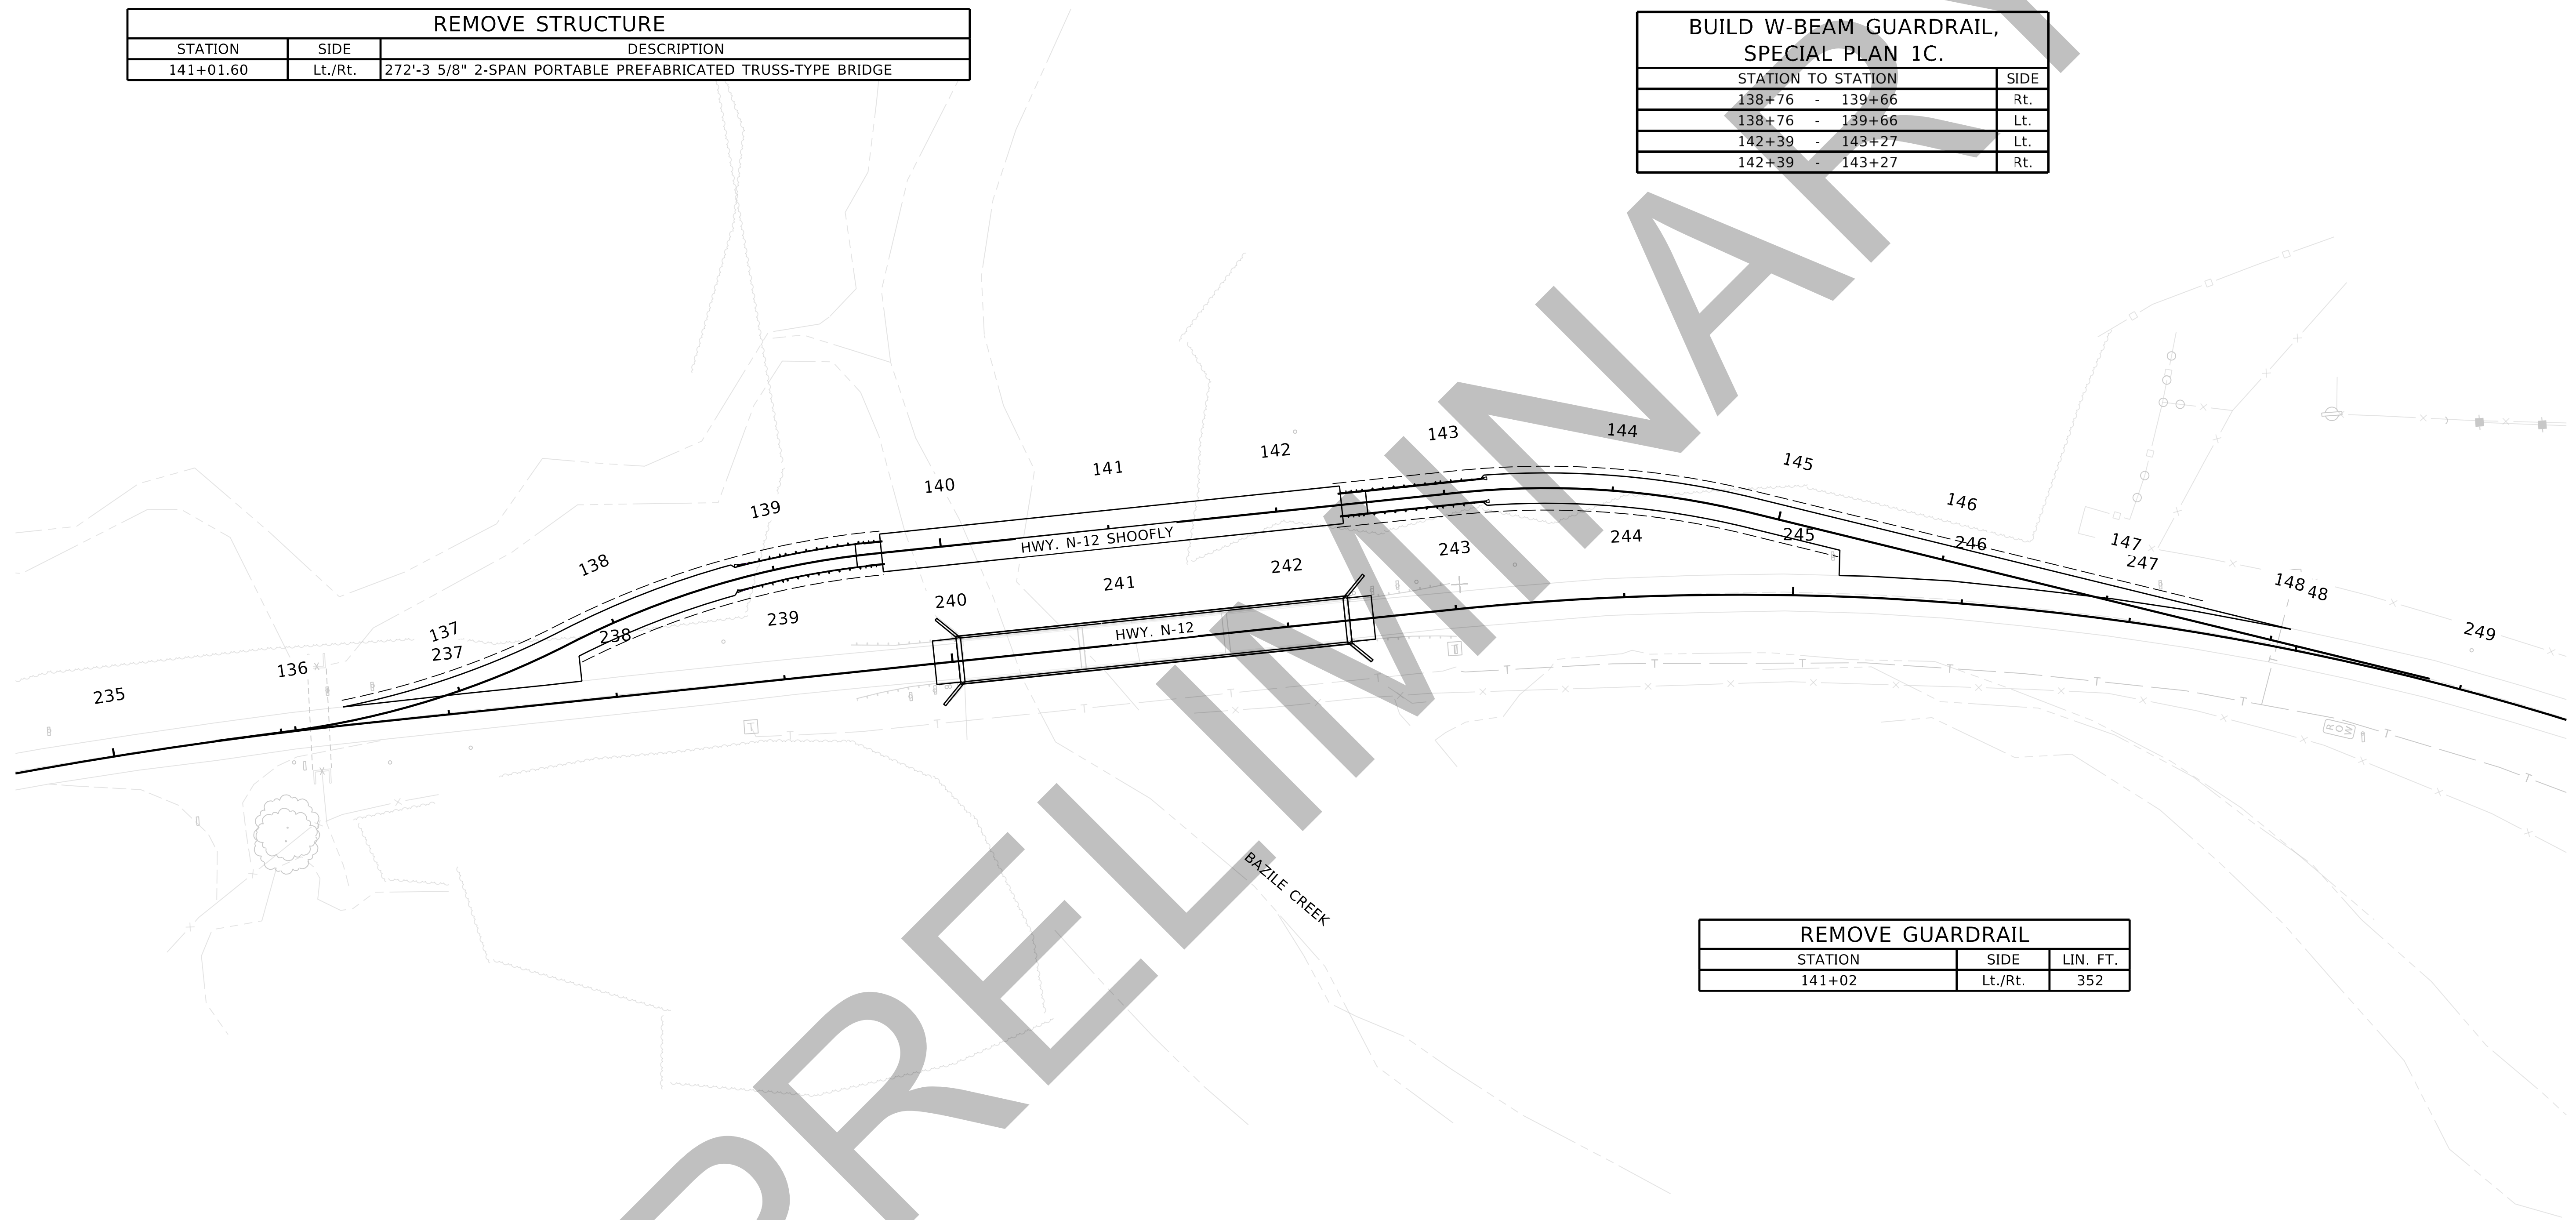 REMOVE STRUCTURE
STATION SIDE DESCRIPTION
141+01.60 Lt./Rt. 272'-3 5/8" 2-SPAN PORTABLE PREFABRICATED TRUSS-TYPE BRIDGE
BUILD W-BEAM GUARDRAIL,
SPECIAL PLAN 1C.
STATION TO STATION SIDE
138+76 - 139+66 Rt.
138+76 - 139+66 Lt.
142+39 - 143+27 Lt.
142+39 - 143+27 Rt.
136
137
138
139
140
141
142
143
144
145
146
147
148
HWY. N-12 SHOOFLY
235
237
238
239
240
241
242
243
244
245
246
247
48
249
HWY. N-12
T
T
T
T
T
T
T
T
T
T
T
T
T
ROW
BAZILE CREEK
REMOVE GUARDRAIL
STATION SIDE LIN. FT.
141+02 Lt./Rt. 352
PRELIMINARY